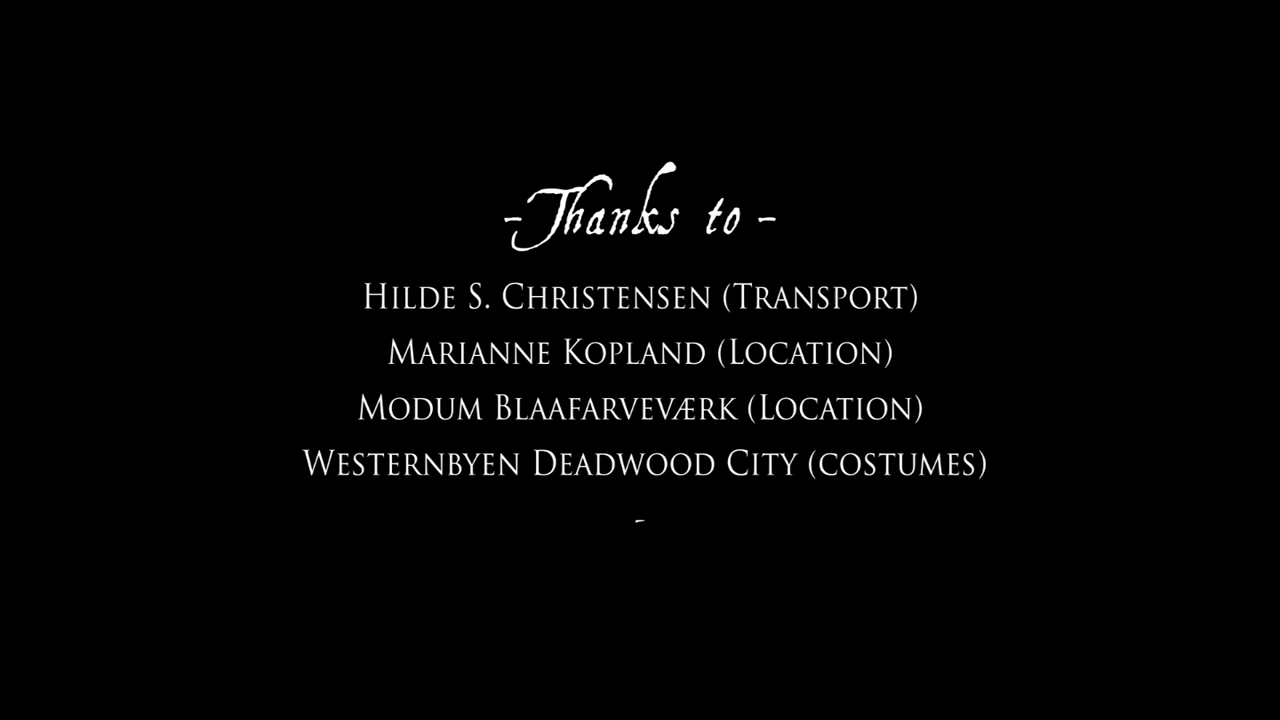 -Thanks to -
Hilde S. Christensen (Transport)
Marianne Kopland (Location)
Modum Blaafarveværk (Location)
Westernbyen Deadwood City (costumes)
-